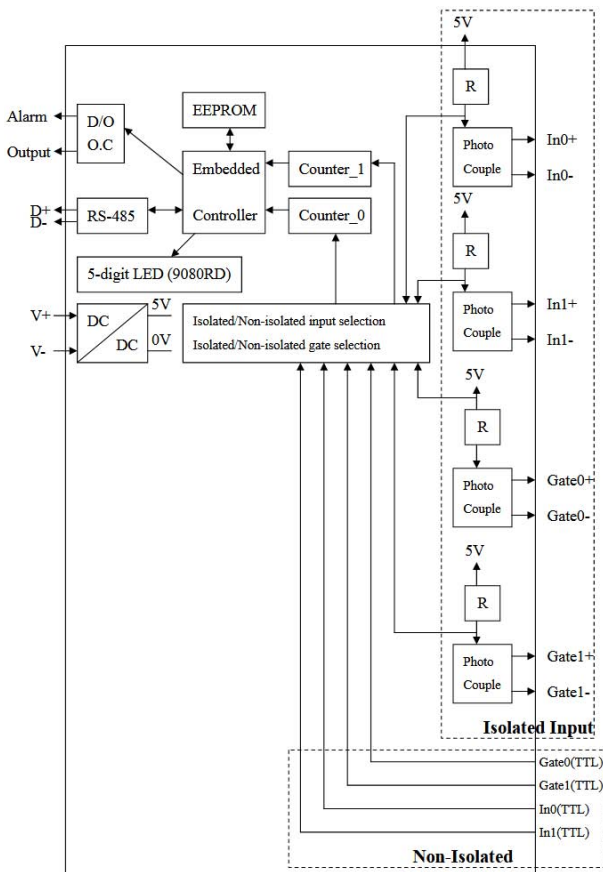 5V
R
Photo
Couple
In0+
In0-
EEPROM
Alarm
Output
D/O
O.C
Embedded
Controller
Counter_1
Counter_0
D+
D-
RS-485
5-digit LED (9080RD)
5V
R
Photo
Couple
In1+
In1-
V+
V-
DC
DC
5V
0V
Isolated/Non-isolated input selection
Isolated/Non-isolated gate selection
5V
R
Photo
Couple
Gate0+
Gate0-
5V
R
Photo
Couple
Gate1+
Gate1-
Isolated Input
Gate0(TTL)
Gate1(TTL)
In0(TTL)
In1(TTL)
Non-Isolated